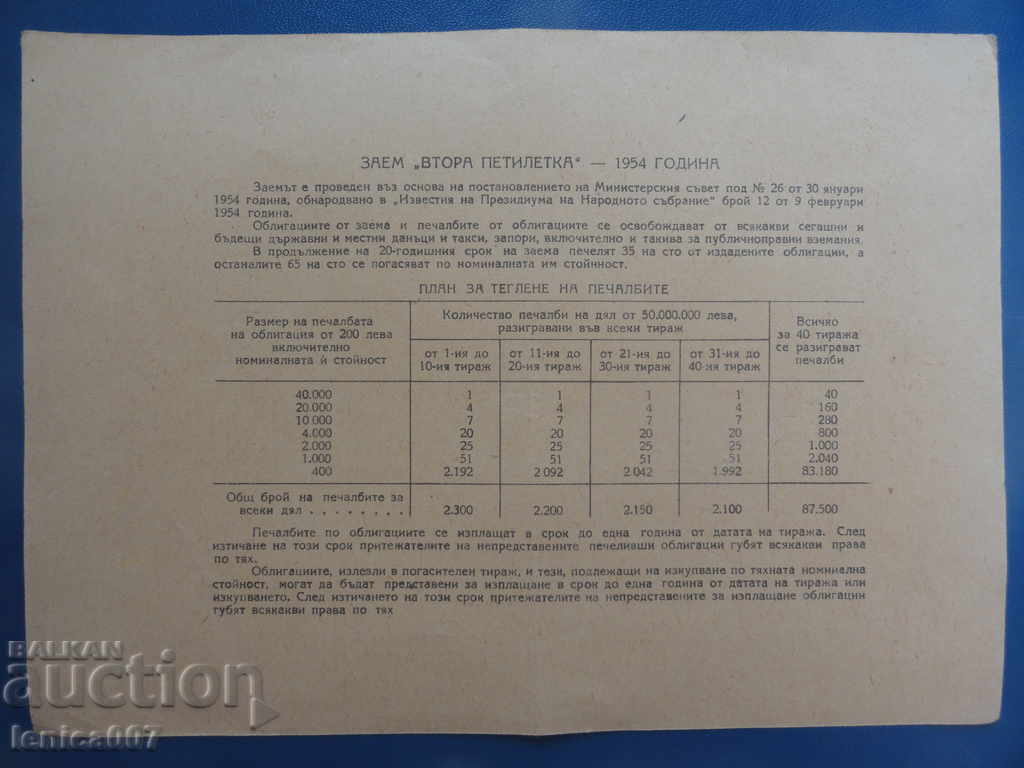 ЗАЕМ „ВТОРА ПЕТИЛЕТКА“ — 1954 ГОДИНА
Заемът е проведен въз основа на постановлението на Министерския съвет под № 26 от 30 януари
1954 година, обнародвано в „Известия на Президиума на Народното събрание“ брой 12 от 9 февруари
1954 година.
Облигациите от заема и печалбите от облигациите се освобождават от всякакви сегашни и
бъдещи държавни и местни данъци и такси, запори, включително и такива за публичноправни вземания.
В продължение на 20-годишния срок на заема печелят 35 на сто от издадените облигации, а
останалите 65 на сто се погасяват по номиналната им стойнност.
ПЛАН ЗА ТЕГЛЕНЕ НА ПЕЧАЛБИТЕ
Размер на печалбата
на облигация от 200 лева
включително
номиналната ѝ стойност
Количество печалби на дял от 50.000.000 лева,
разигравани във всеки тираж
от 1-ия до
10-ия тираж
от 11-ия до
20-ия тираж
от 21-ия до
30-ия тираж
от 31-ия до
40-ия тираж
Всичко
за 40 тиража
се разиграват
печалби
40.000 1 1 1 1 40
20.000 4 4 4 4 160
10 000 7 7 7 7 280
4.000 20 20 20 20 800
2.000 25 25 25 25 1.000
1.000 51 51 51 51 2.040
400 2.192 2 092 2 042 1.992 83.180
Общ брой на печалбите за
всеки дял . . . . . . . . 2.300 2.200 2.150 2.100 87.500
Печалбите по облигациите се изплащат в срок до една година от датата на тиража. След
изтичане на този срок притежателите на непредставените печеливши облигации губят всякакви права
по тях.
Облигациите, излезли в погасителен тираж, и тези, подлежащи на изкупване по тяхната номинална
стойност, могат да бъдат представени за изплащане в срок до една година от датата на тиража или
изкупването. След изтичането на този срок притежателите на непредставените за изплащане облигации
губят всякакви права по тях
BALKAN
auction
lenica007